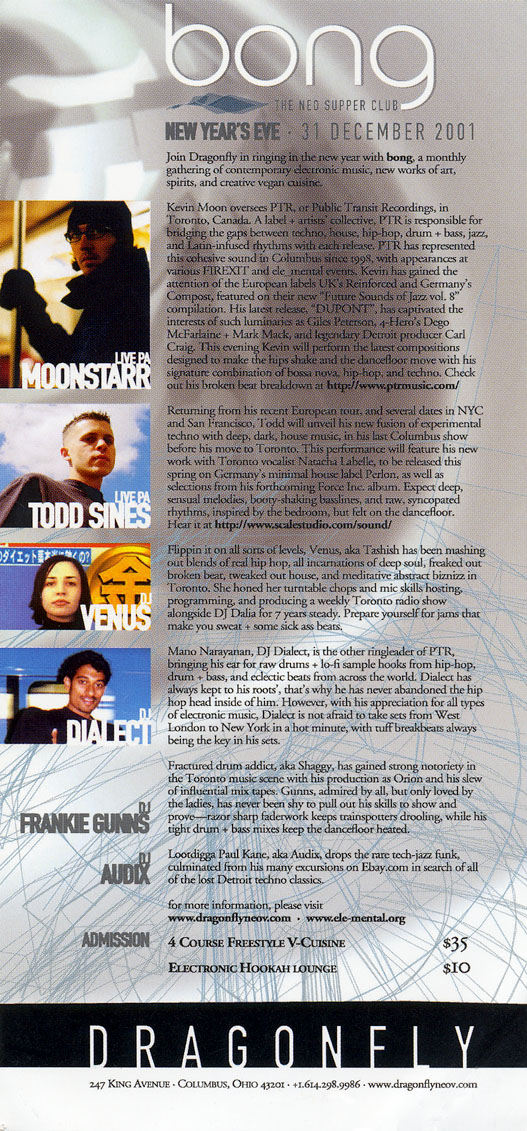 bong
THE NEO SUPPER CLUB
NEW YEAR'S EVE · 31 DECEMBER 2001
Join Dragonfly in ringing in the new year with bong, a monthly
gathering of contemporary electronic music, new works of art,
spirits, and creative vegan cuisine.
Kevin Moon oversees PTR, or Public Transit Recordings, in
Toronto, Canada. A label + artists' collective, PTR is responsible for
bridging the gaps between techno, house, hip-hop, drum + bass, jazz,
and Latin-infused rhythms with each release. PTR has represented
this cohesive sound in Columbus since 1998, with appearances at
various FIREXIT and ele_mental events. Kevin has gained the
attention of the European labels UK's Reinforced and Germany's
Compost, featured on their new "Future Sounds of Jazz vol. 8"
compilation. His latest release, "DUPONT", has captivated the
interests of such luminaries as Giles Peterson, 4-Hero's Dego
McFarlaine + Mark Mack, and legendary Detroit producer Carl
Craig. This evening Kevin will perform the latest compositions
designed to make the hips shake and the dancefloor move with his
signature combination of bossa nova, hip-hop, and techno. Check
out his broken beat breakdown at http://www.ptrmusic.com/
LIVE PA
MOONSTARR
Returning from his recent European tour, and several dates in NYC
and San Francisco, Todd will unveil his new fusion of experimental
techno with deep, dark, house music, in his last Columbus show
before he move to Toronto. This performance will feature his new
work with Toronto vocalist Natacha Labelle, to be released this
spring on Germany's minimal house label Perlon, as well as
selections from his forthcoming Force Inc. album. Expect deep,
sensual melodies, booty-shaking basslines, and raw, syncopated
rhythms, inspired by the bedroom, but felt on the dancefloor.
Hear it at http://www.scalestudio.com/sound/
LIVE PA
TODD SINES
Flippin it on all sorts of levels, Venus, aka Tashish has been mashing
out blends of real hip hop, all incarnations of deep soul, freaked out
broken beat, tweaked out house, and meditative abstract biznizz in
Toronto. She honed her turntable chops and mic skills hosting,
programming, and producing a weekly Toronto radio show
alongside DJ Dalia for 7 years steady. Prepare yourself for jams that
make you sweat + some sick ass beats.
ダイエット薬本当に効くの?
金
DJ
VENUS
Mano Narayanan, DJ Dialect, is the other ringleader of PTR,
bringing his ear for raw drums + lo-fi sample hooks from hip-hop,
drum + bass, and eclectic beats from across the world. Dialect has
always kept to his roots', that's why he has never abandoned the hip
hop head inside of him. However, with his appreciation for all types
of electronic music, Dialect is not afraid to take sets from West
London to New York in a hot minute, with tuff breakbeats always
being the key in his sets.
DJ
DIALECT
Fractured drum addict, aka Shaggy, has gained strong notoriety in
the Toronto music scene with his production as Orion and his slew
of influential mix tapes. Gunns, admired by all, but only loved by
the ladies, has never been shy to pull out his skills to show and
prove—razor sharp faderwork keeps trainspotters drooling, while his
tight drum + bass mixes keep the dancefloor heated.
DJ
FRANKIE GUNNS
Lootdigga Paul Kane, aka Audix, drops the rare tech-jazz funk,
culminated from his many excursions on Ebay.com in search of all
of the lost Detroit techno classics.
DJ
AUDIX
for more information, please visit
www.dragonflyneov.com · www.ele-mental.org
ADMISSION
4 COURSE FREESTYLE V-CUISINE $35
ELECTRONIC HOOKAH LOUNGE $10
DRAGONFLY
247 KING AVENUE · COLUMBUS, OHIO 43201 · +1.614.298.9986 · www.dragonflyneov.com